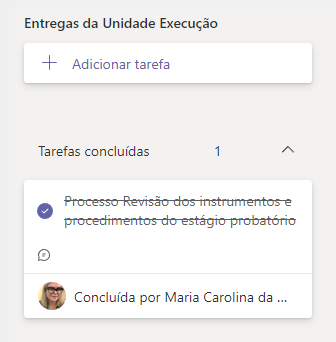 Entregas da Unidade Execução
Adicionar tarefa
Tarefas concluídas 1
Processo Revisão dos instrumentos e
procedimentos do estágio probatório
Concluída por Maria Carolina da ...